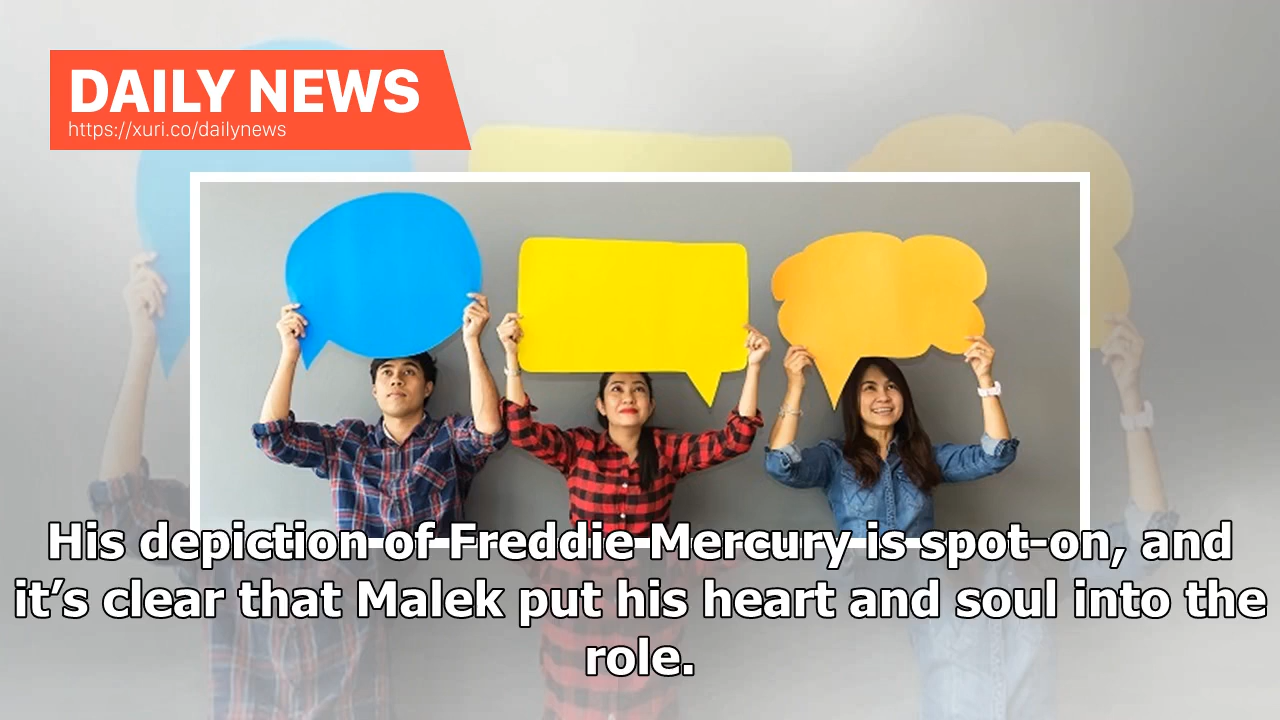 DAILY NEWS
https://xuri.co/dailynews
His depiction of Freddie Mercury is spot-on, and
it’s clear that Malek put his heart and soul into the
role.